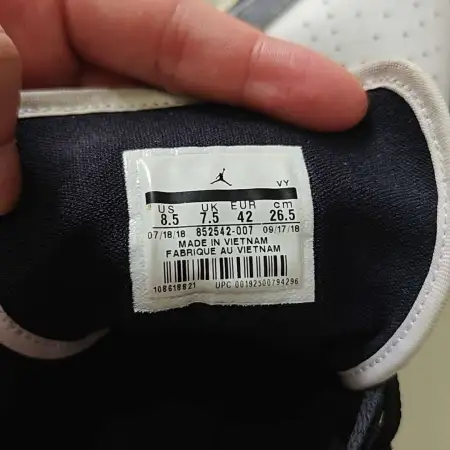 VY
US UK EUR cm
8.5 7.5 42 26.5
07/18/18 852542-007 09/17/18
MADE IN VIETNAM
FABRIQUE AU VIETNAM
108618821 UPC 00192500794296